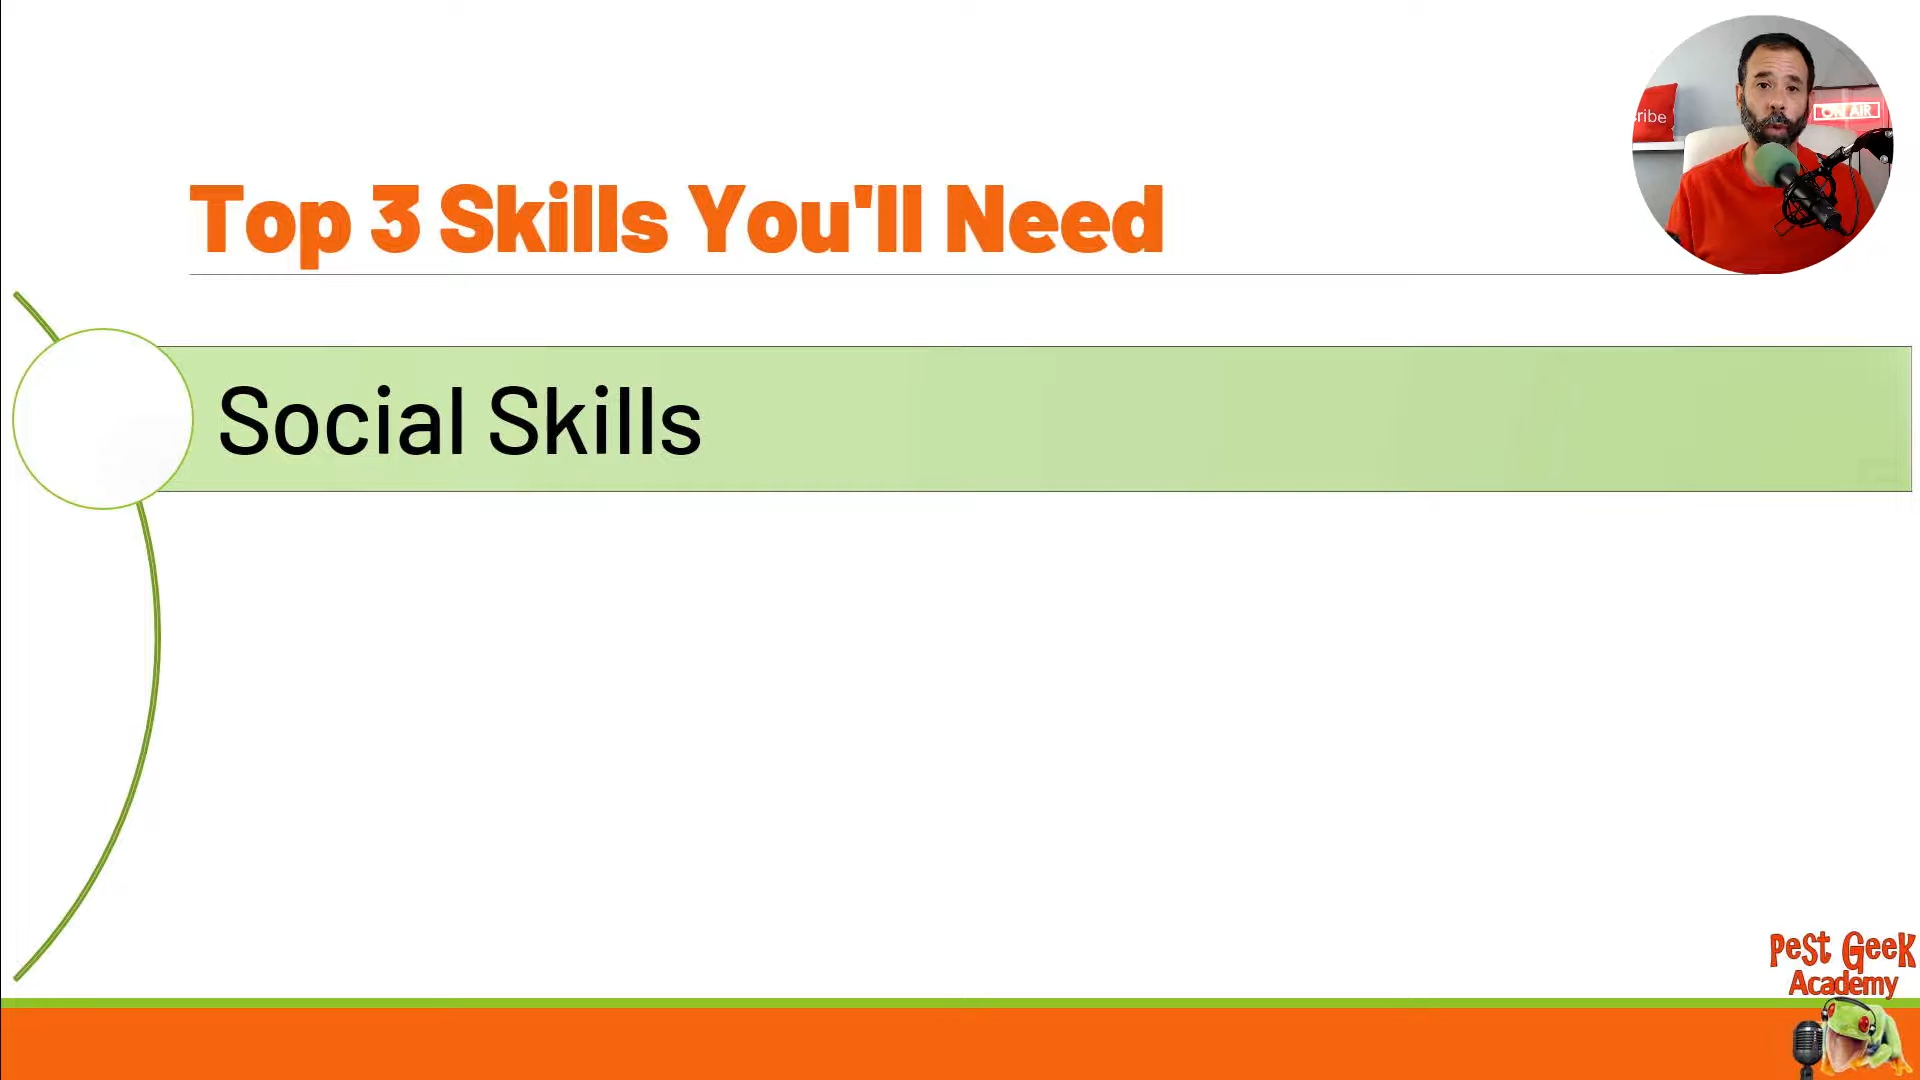 Top 3 Skills You'll Need
ribe
ON AIR
Social Skills
Pest Geek
Academy